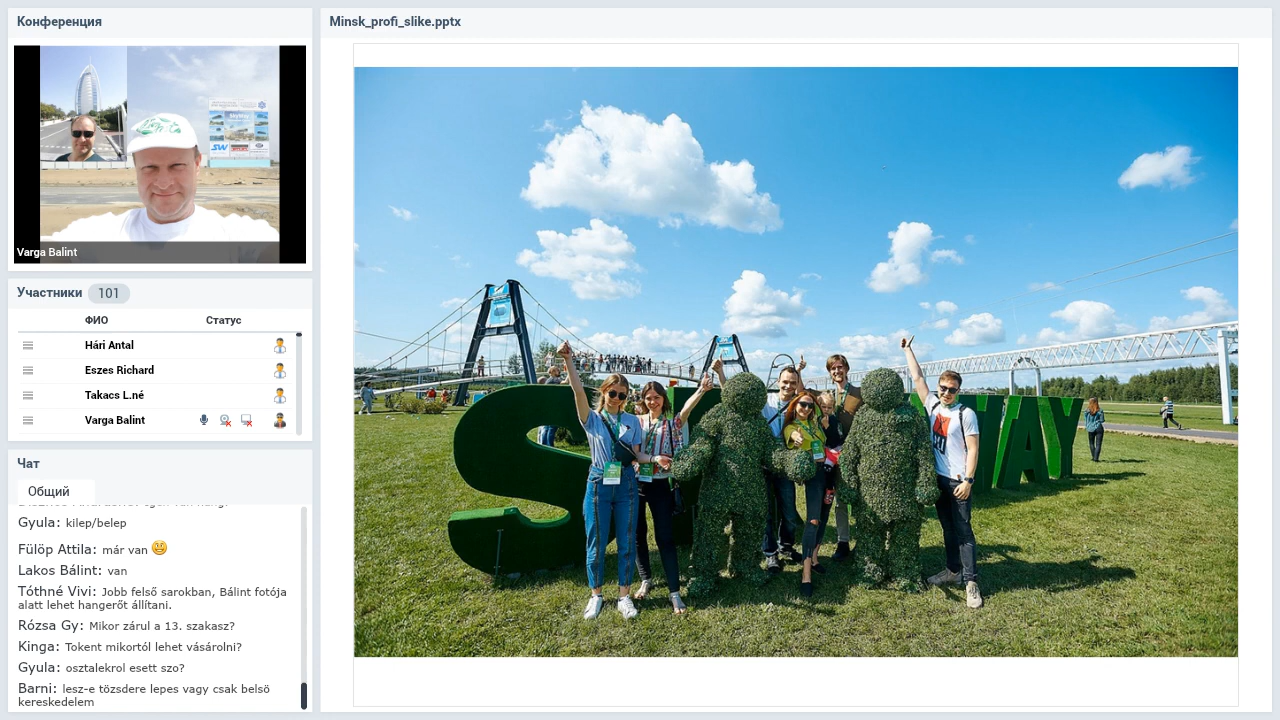 Конференция
Varga Balint
SW
Участники 101
ФИО Статус
Hári Antal
Eszes Richard
Takacs L.né
Varga Balint
Чат
Общий
Gyula: kilep/belep
Fülöp Attila: már van
Lakos Bálint: van
Tóthné Vivi: Jobb felső sarokban, Bálint fotója
alatt lehet hangerőt állítani.
Rózsa Gy: Mikor zárul a 13. szakasz?
Kinga: Tokent mikortól lehet vásárolni?
Gyula: osztalekrol esett szo?
Barni: lesz-e tözsdere lepes vagy csak belsö
kereskedelem
Minsk_profi_slike.pptx
S
WAY